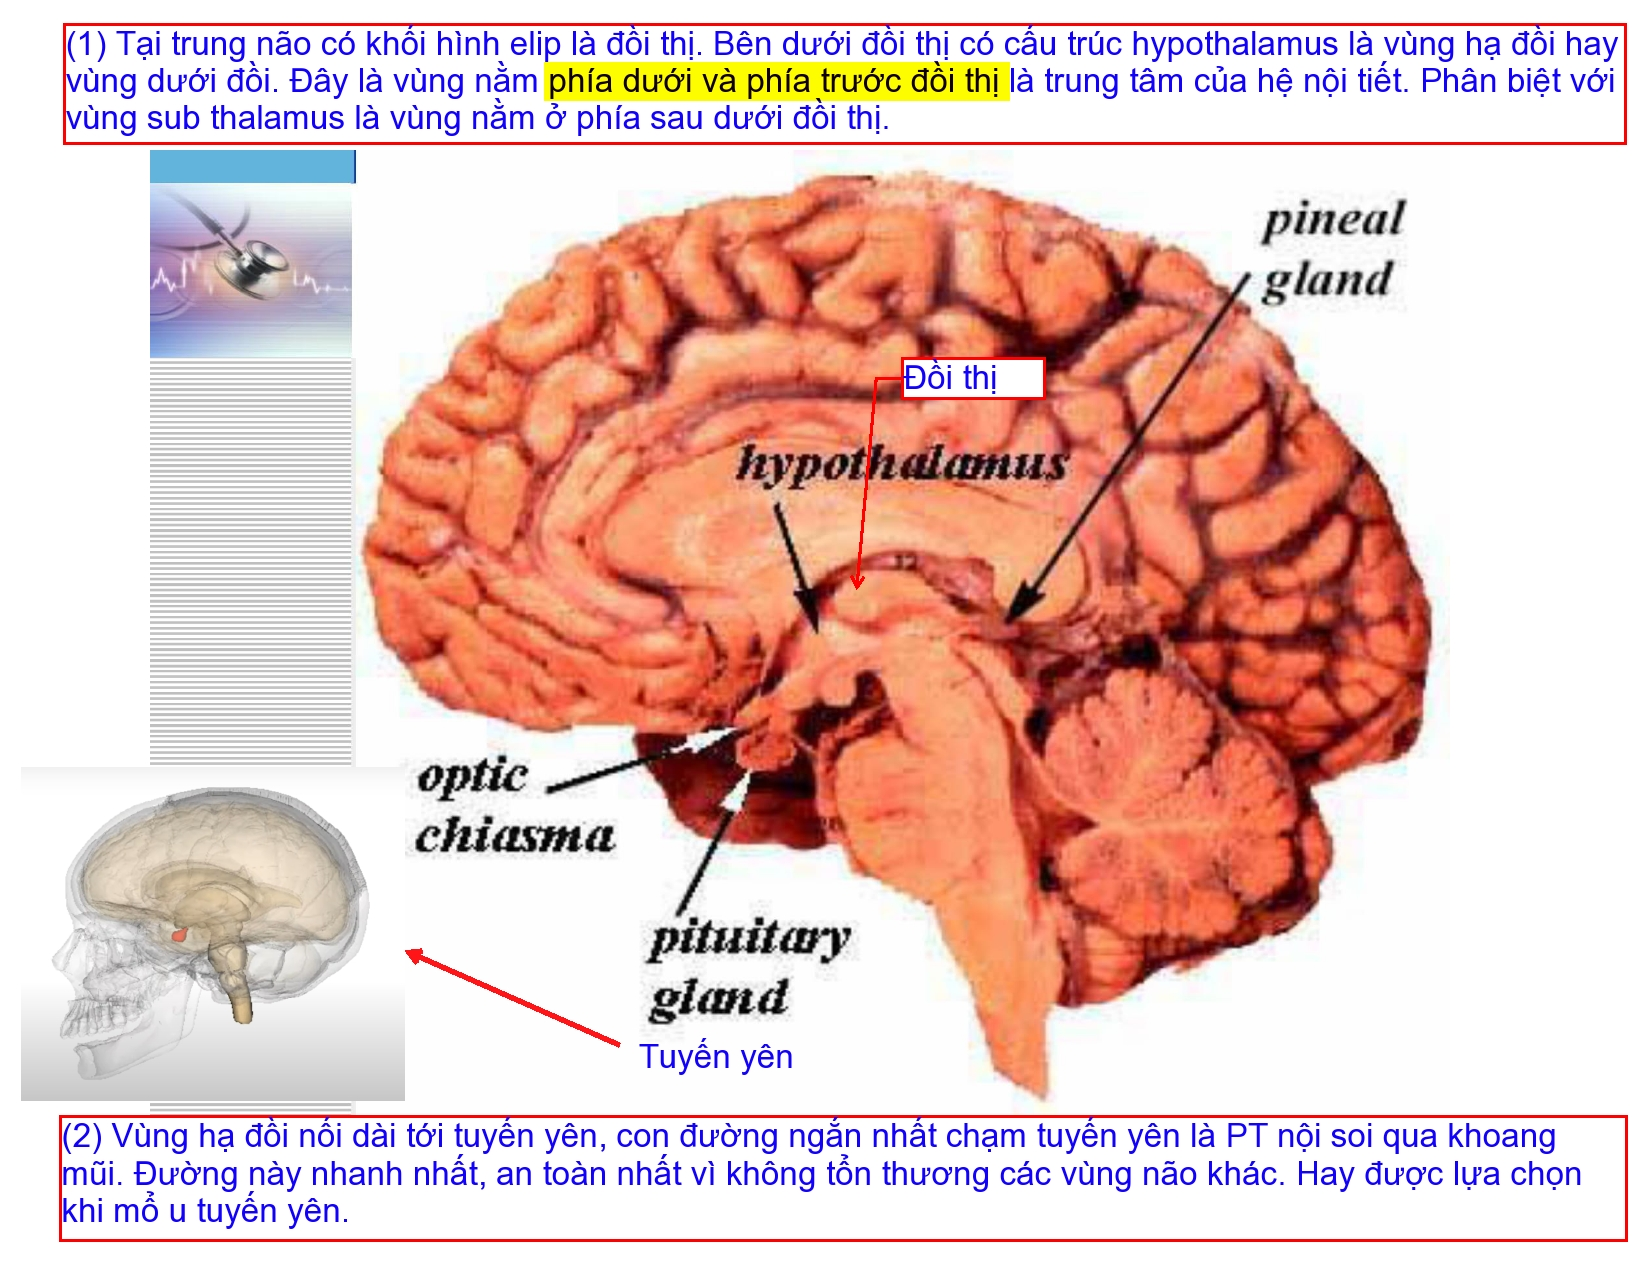 (1) Tại trung não có khối hình elip là đồi thị. Bên dưới đồi thị có cấu trúc hypothalamus là vùng hạ đồi hay
vùng dưới đồi. Đây là vùng nằm phía dưới và phía trước đồi thị là trung tâm của hệ nội tiết. Phân biệt với
vùng sub thalamus là vùng nằm ở phía sau dưới đồi thị.
pineal
gland
Đồi thị
hypothalamus
optic
chiasma
pituitary
gland
Tuyến yên
(2) Vùng hạ đồi nối dài tới tuyến yên, con đường ngắn nhất chạm tuyến yên là PT nội soi qua khoang
mũi. Đường này nhanh nhất, an toàn nhất vì không tổn thương các vùng não khác. Hay được lựa chọn
khi mổ u tuyến yên.